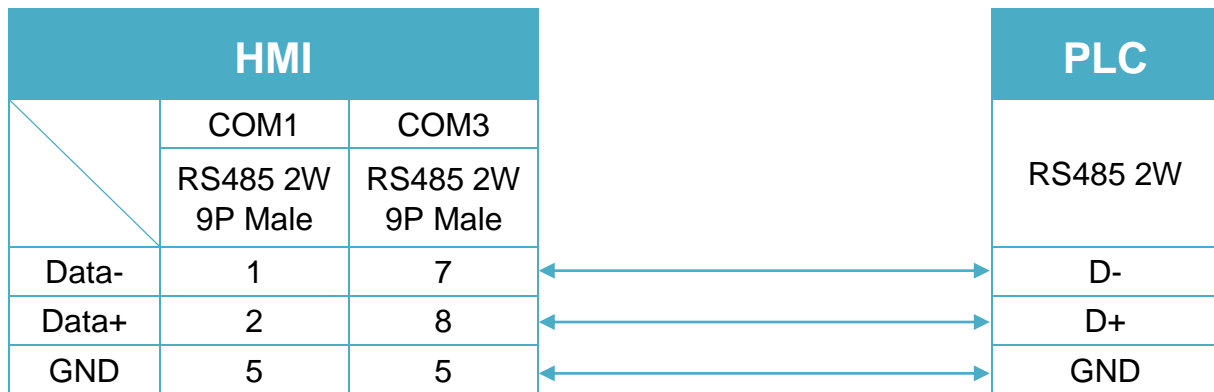 HMI PLC
COM1 COM3
RS485 2W RS485 2W RS485 2W
9P Male 9P Male
Data- 1 7 D-
Data+ 2 8 D+
GND 5 5 GND